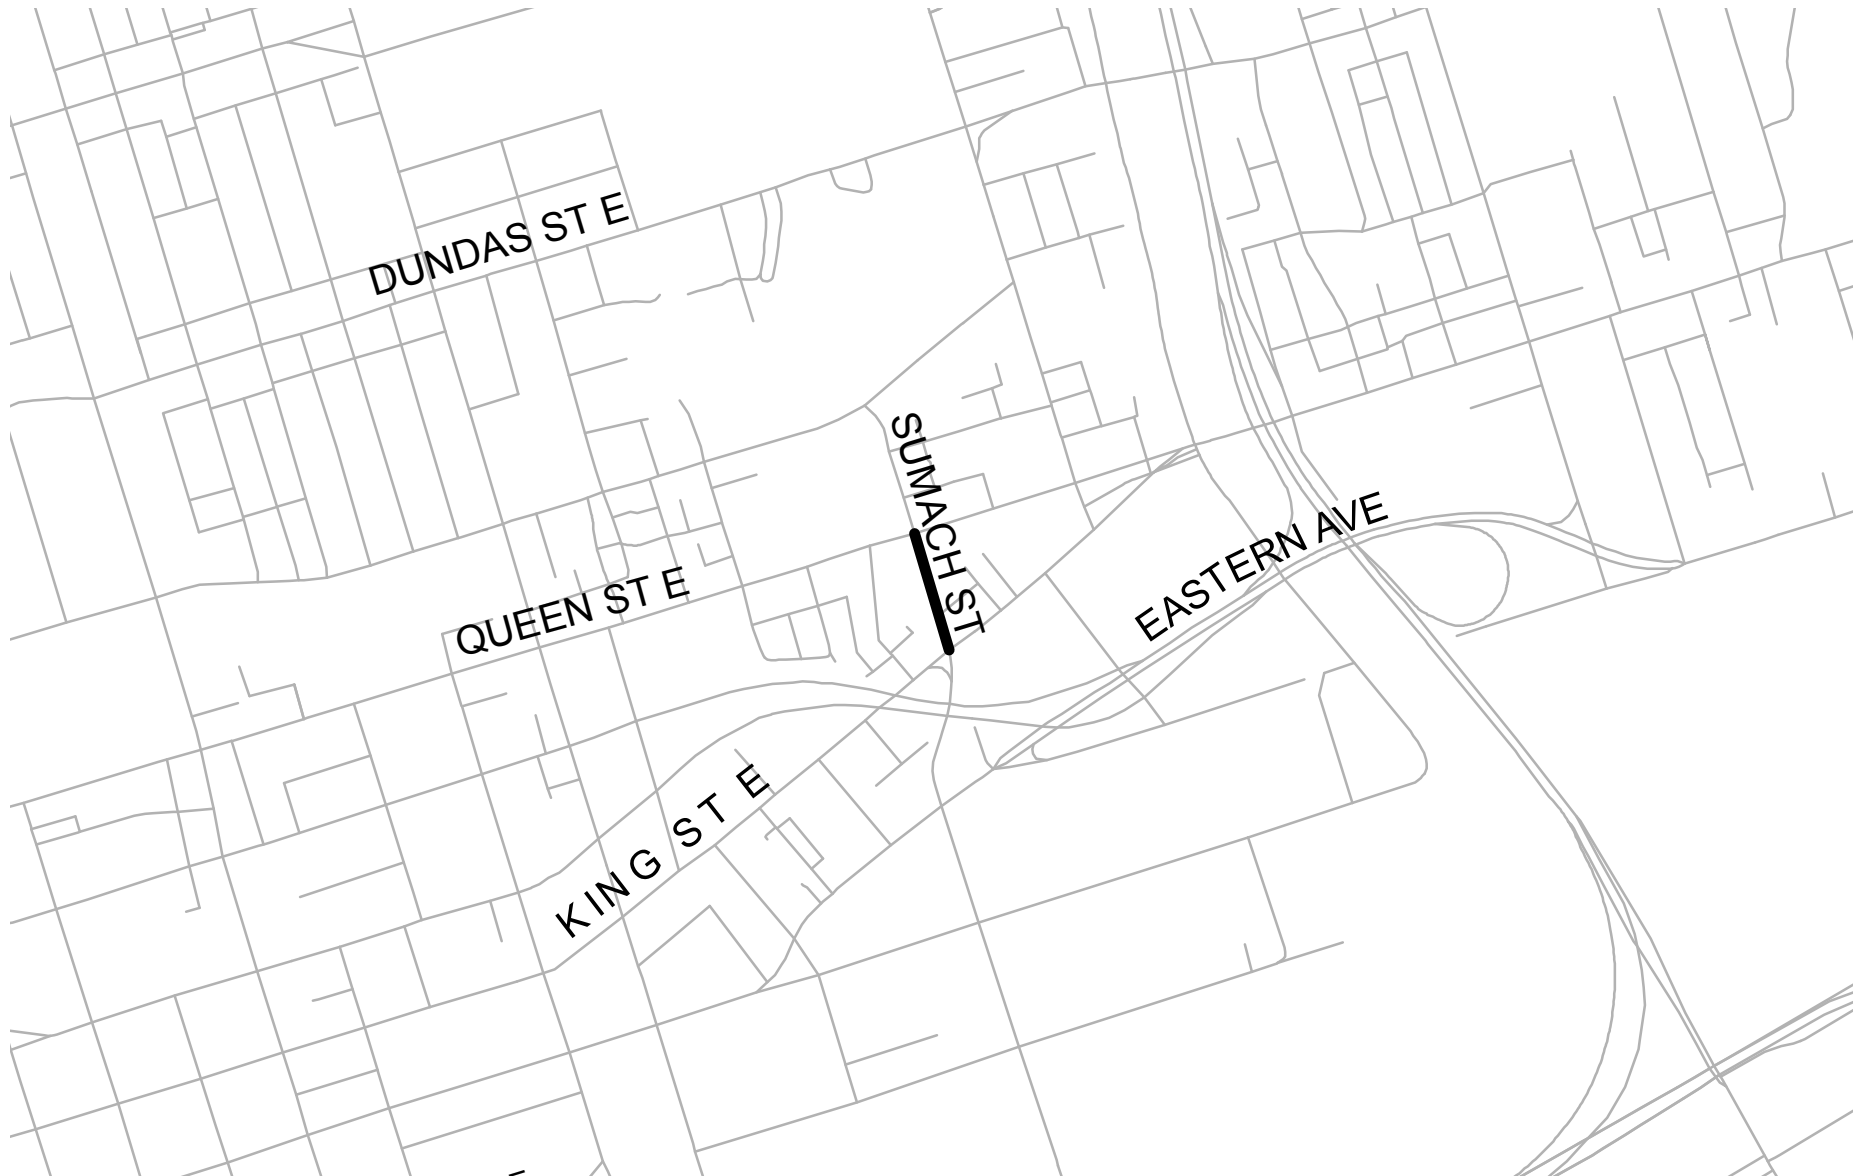 DUNDAS ST E
SUMACH ST
EASTERN AVE
QUEEN ST E
KING ST E